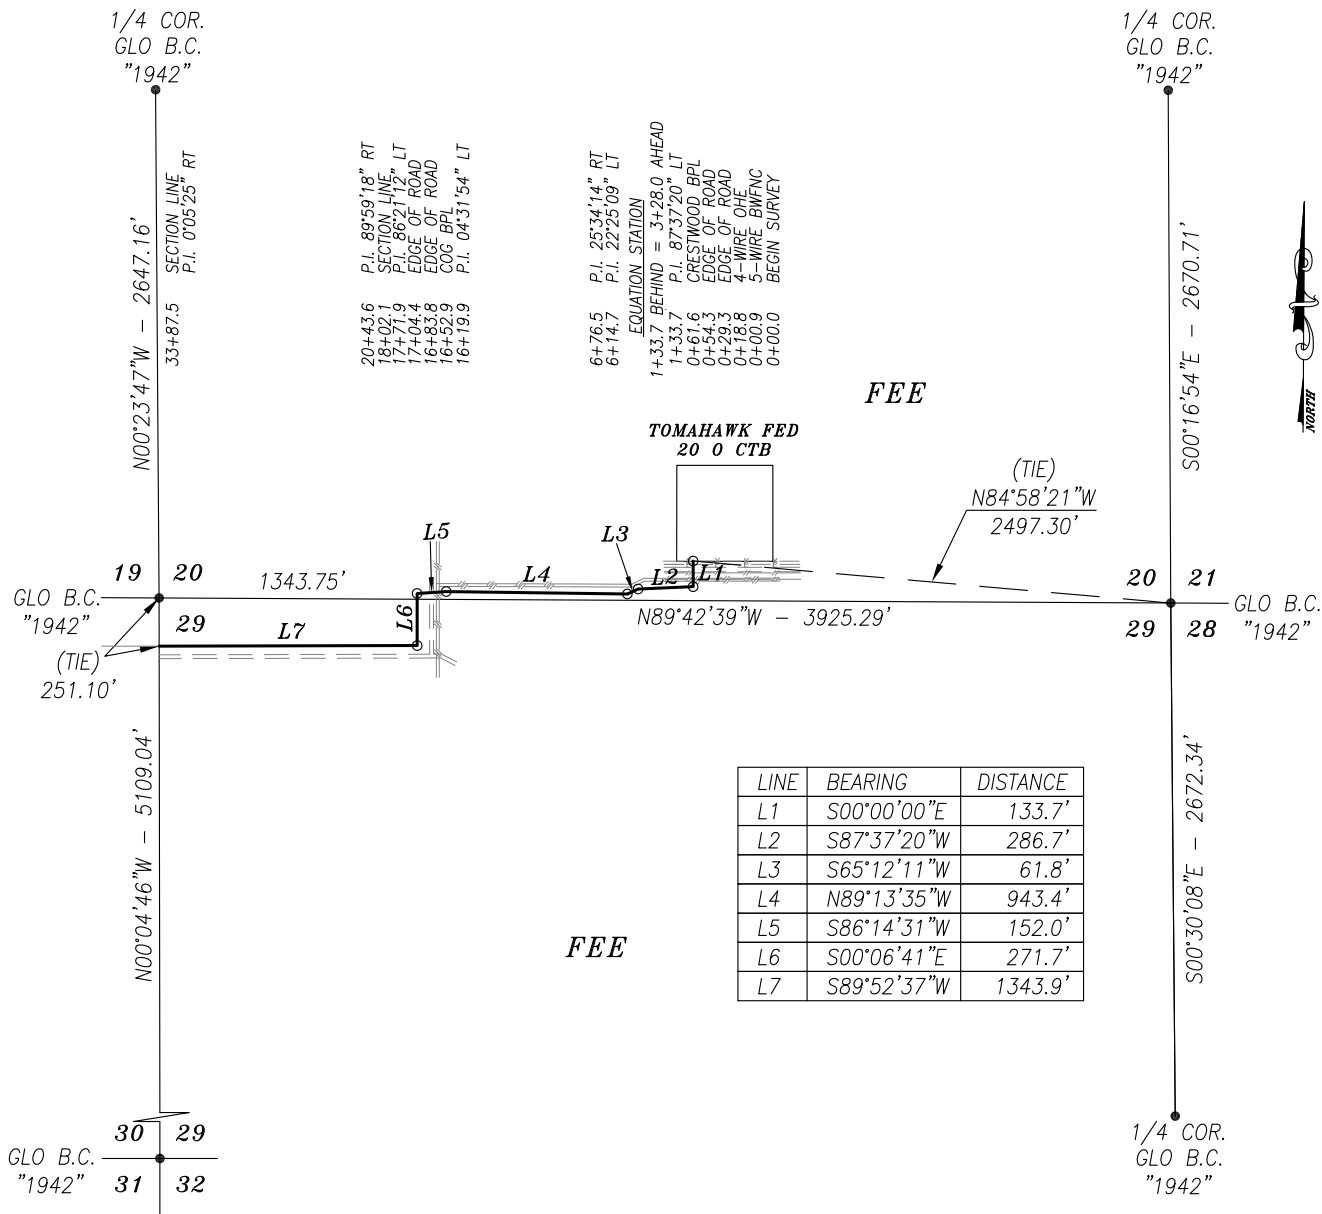 1/4 COR.
GLO B.C.
"1942"
1/4 COR.
GLO B.C.
"1942"
N00°23'47"W - 2647.16'
33+87.5 SECTION LINE
P.I. 0°05'25" RT
20+43.6 P.I. 89°59'18" RT
18+02.1 SECTION LINE
17+71.9 P.I. 86°21'12" LT
17+04.4 EDGE OF ROAD
16+83.8 EDGE OF ROAD
16+52.9 COG BPL
16+19.9 P.I. 04°31'54" LT
6+76.5 P.I. 25°34'14" RT
6+14.7 P.I. 22°25'09" LT
EQUATION STATION
1+33.7 BEHIND = 3+28.0 AHEAD
1+33.7 P.I. 87°37'20" LT
0+61.6 CRESTWOOD BPL
0+54.3 EDGE OF ROAD
0+29.3 EDGE OF ROAD
0+18.8 4-WIRE OHE
0+00.9 5-WIRE BWFNC
0+00.0 BEGIN SURVEY
S00°16'54"E - 2670.71'
NORTH
FEE
TOMAHAWK FED
20 O CTB
(TIE)
N84°58'21"W
2497.30'
L5
L3
L4
L2
L1
19 20
1343.75'
20 21
GLO B.C.
"1942"
N89°42'39"W - 3925.29'
GLO B.C.
"1942"
29
L7
L6
29 28
(TIE)
251.10'
N00°04'46"W - 5109.04'
S00°30'08"E - 2672.34'
LINE BEARING DISTANCE
L1 S00°00'00"E 133.7'
L2 S87°37'20"W 286.7'
L3 S65°12'11"W 61.8'
L4 N89°13'35"W 943.4'
L5 S86°14'31"W 152.0'
L6 S00°06'41"E 271.7'
L7 S89°52'37"W 1343.9'
FEE
30 29
GLO B.C.
"1942"
31 32
1/4 COR.
GLO B.C.
"1942"